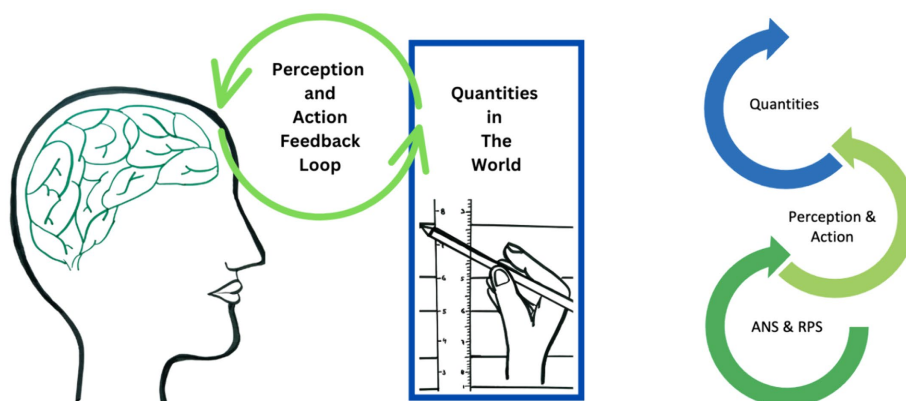 Perception
and
Action
Feedback
Loop
Quantities
in
The
World
Quantities
Perception &
Action
ANS & RPS